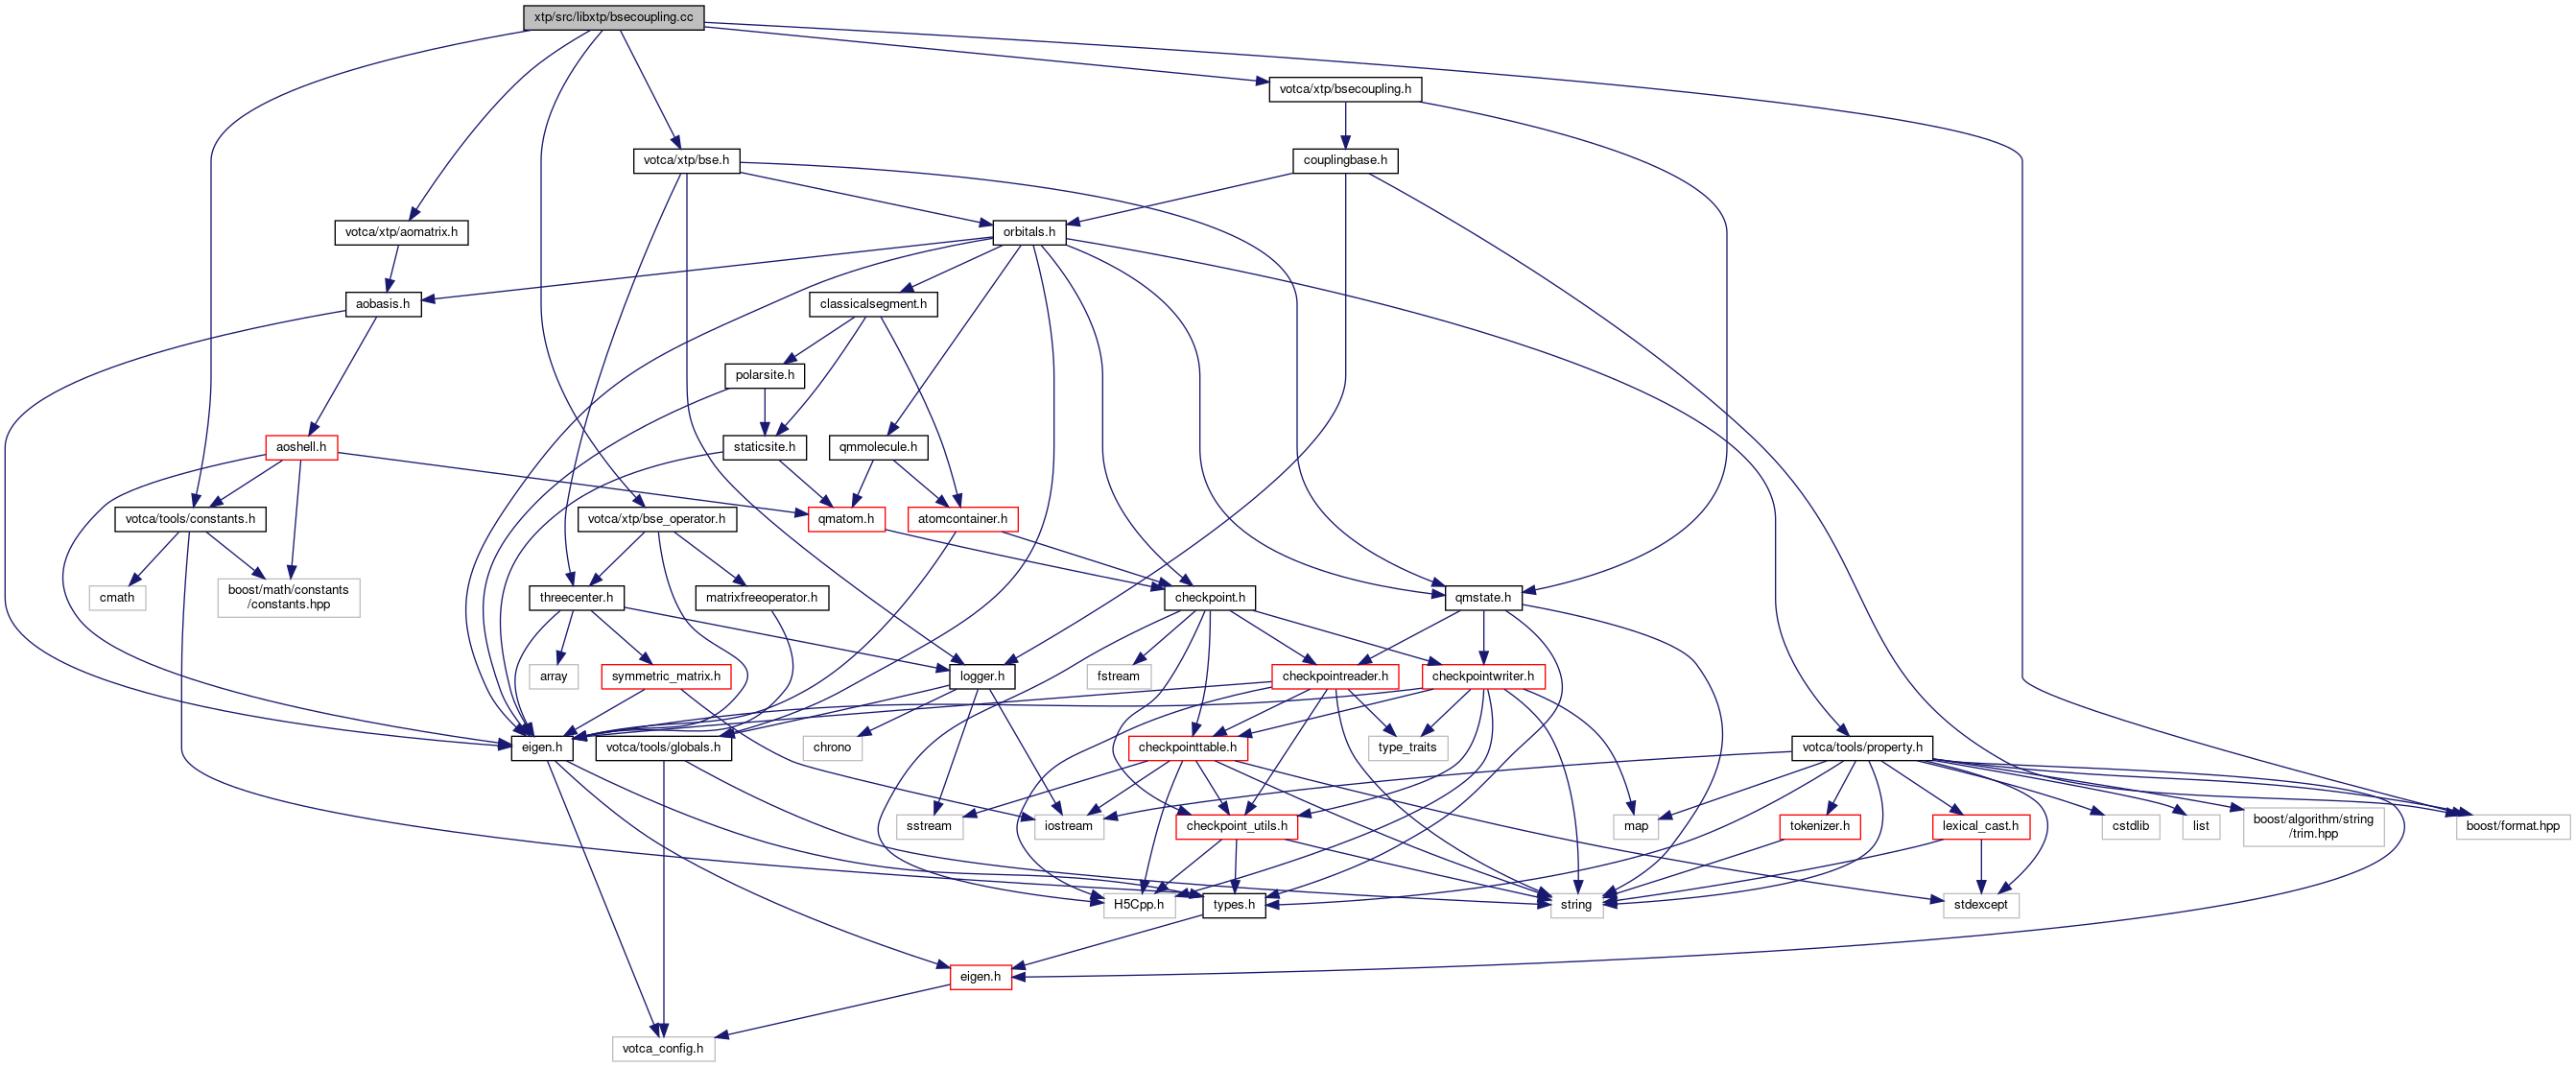 xtp/src/libxtp/bsecoupling.cc
votca/xtp/bsecoupling.h
votca/xtp/bse.h
couplingbase.h
votca/xtp/aomatrix.h
orbitals.h
aobasis.h
classicalsegment.h
polarsite.h
aoshell.h
staticsite.h
qmmolecule.h
votca/tools/constants.h
votca/xtp/bse_operator.h
qmatom.h
atomcontainer.h
cmath
boost/math/constants
/constants.hpp
threecenter.h
matrixfreeoperator.h
checkpoint.h
qmstate.h
array
symmetric_matrix.h
logger.h
fstream
checkpointreader.h
checkpointwriter.h
eigen.h
votca/tools/globals.h
chrono
checkpointtable.h
type_traits
votca/tools/property.h
sstream
iostream
checkpoint_utils.h
map
tokenizer.h
lexical_cast.h
cstdlib
list
boost/algorithm/string
/trim.hpp
boost/format.hpp
H5Cpp.h
types.h
string
stdexcept
eigen.h
votca_config.h